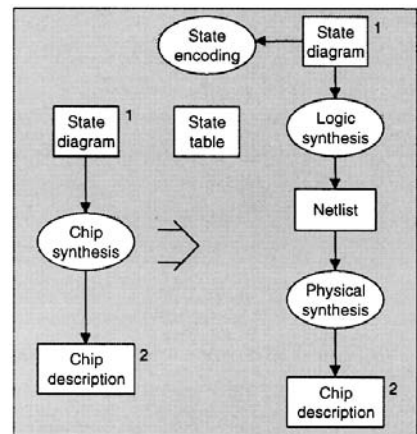 State
encoding
State
diagram
1
State
diagram
1
State
table
Logic
synthesis
Netlist
Chip
synthesis
Physical
synthesis
Chip
description
2
Chip
description
2